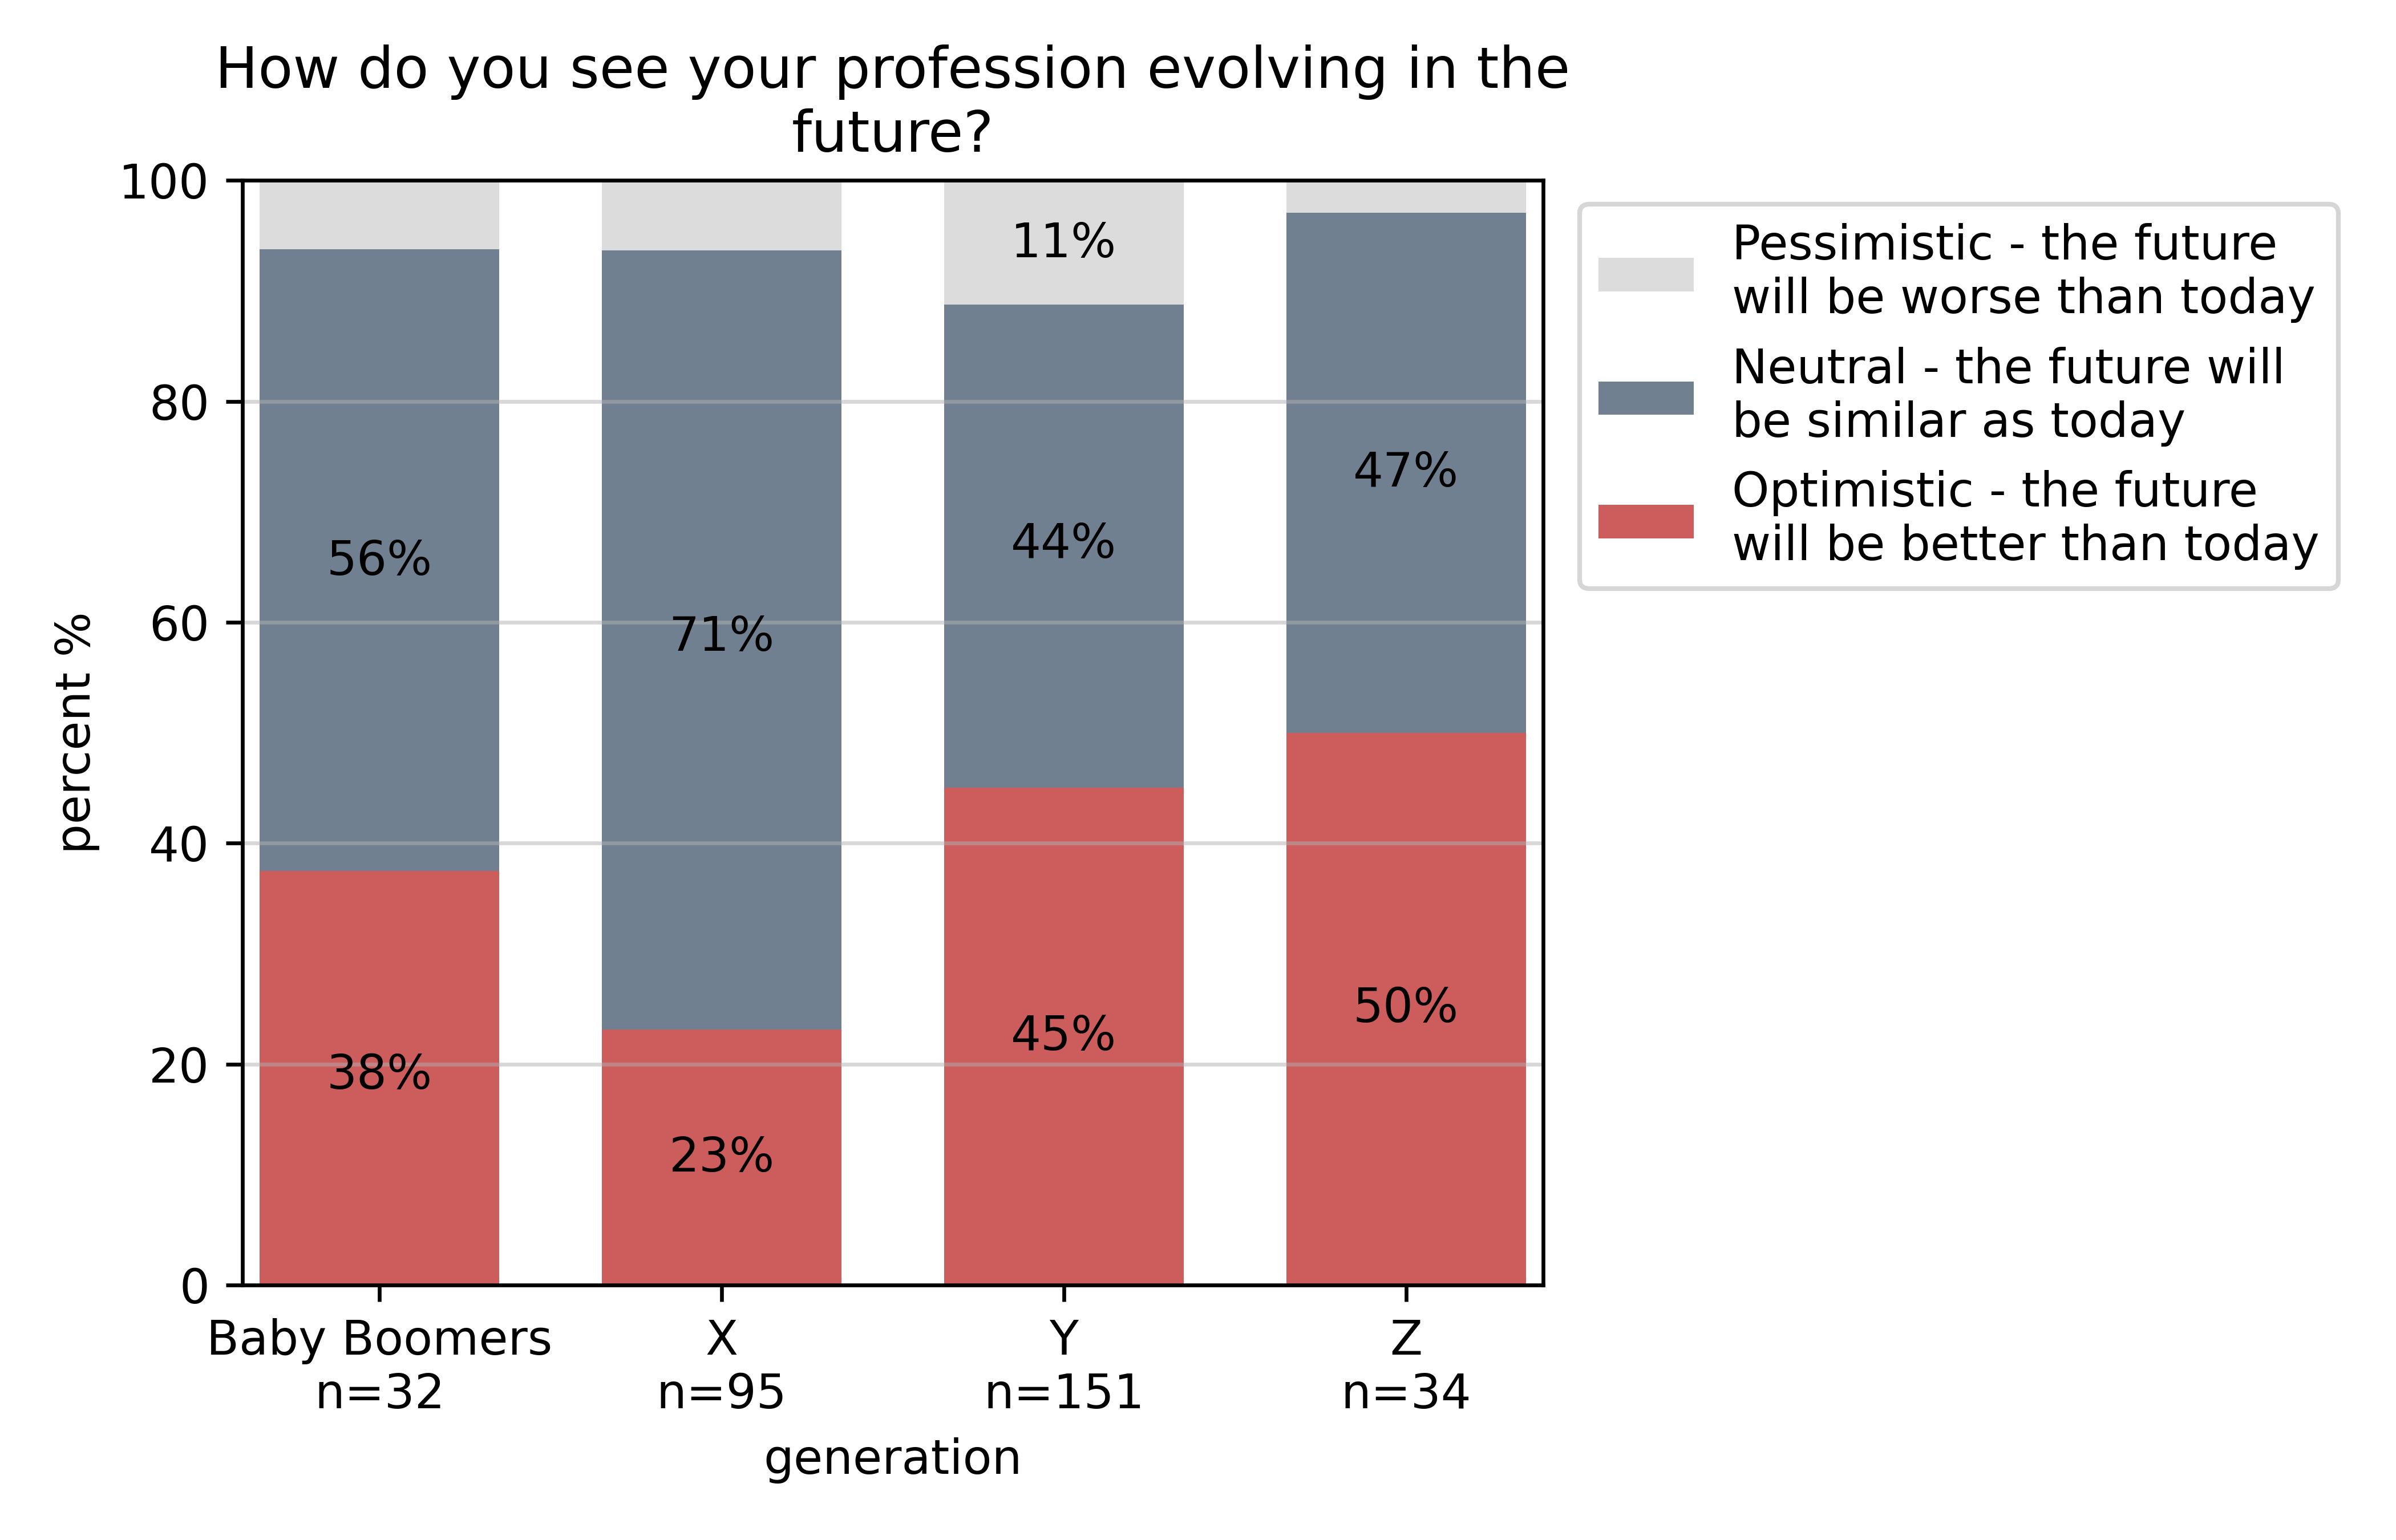 How do you see your profession evolving in the
future?
100
80
60
40
20
0
percent %
11%
56%
71%
44%
47%
38%
23%
45%
50%
Baby Boomers
n=32
X
n=95
Y
n=151
Z
n=34
generation
Pessimistic - the future
will be worse than today
Neutral - the future will
be similar as today
Optimistic - the future
will be better than today